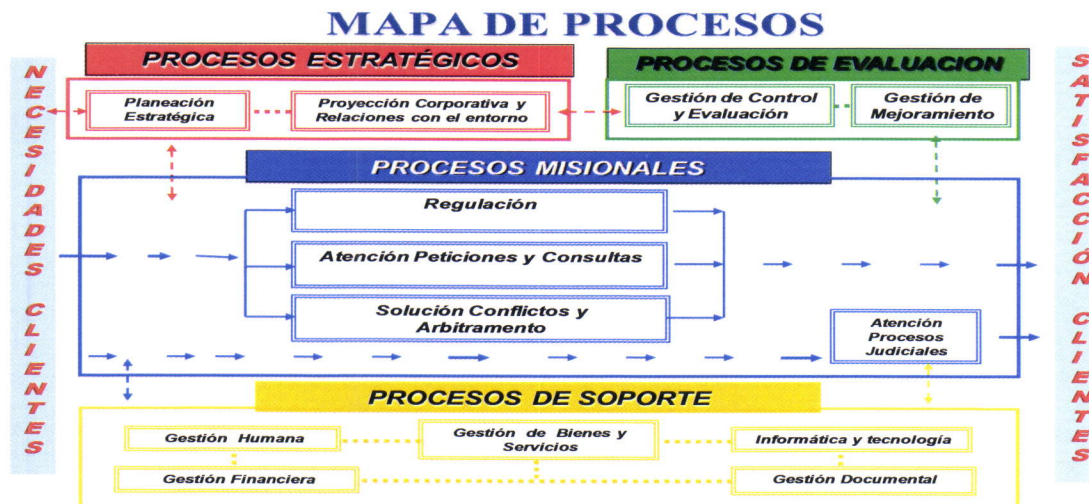 MAPA DE PROCESOS
PROCESOS ESTRATÉGICOS
PROCESOS DE EVALUACION
NECESIDADES CLIENTES
Planeación
Estratégica
Proyección Corporativa y
Relaciones con el entorno
Gestión de Control
y Evaluación
Gestión de
Mejoramiento
SATISFACCIÓN CLIENTES
PROCESOS MISIONALES
Regulación
Atención Peticiones y Consultas
Solución Conflictos y
Arbitramento
Atención
Procesos
Judiciales
PROCESOS DE SOPORTE
Gestión Humana
Gestión de Bienes y
Servicios
Informática y tecnología
Gestión Financiera
Gestión Documental